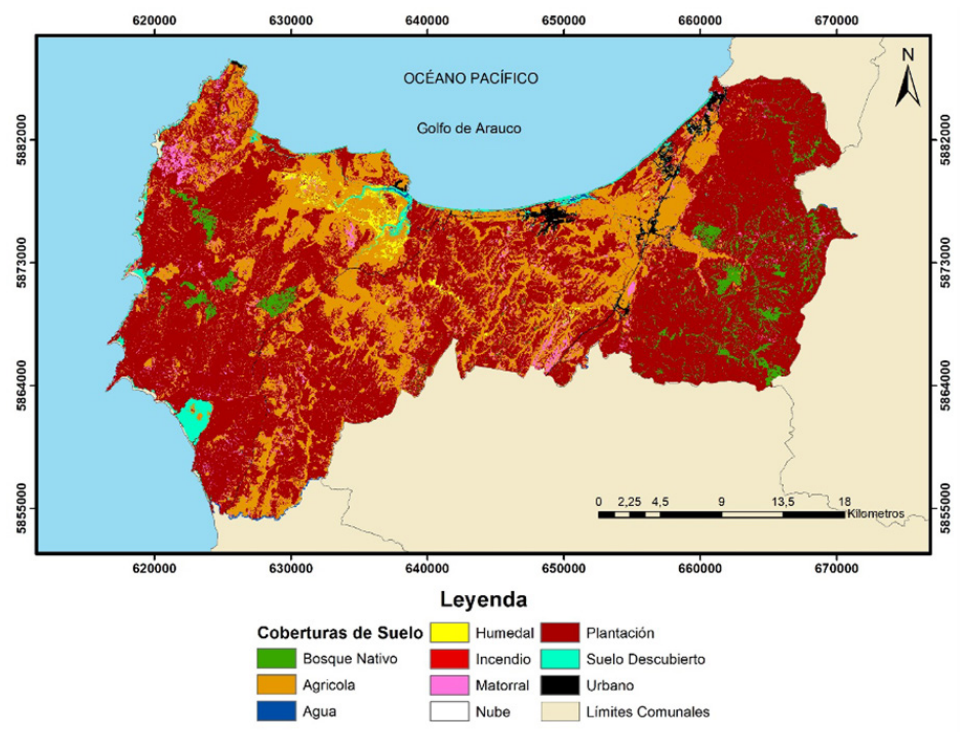 620000 630000 640000 650000 660000 670000
N
OCÉANO PACÍFICO
Golfo de Arauco
5882000 5882000
5873000 5873000
5864000 5864000
5855000 5855000
0 2,25 4,5 9 13,5 18
Kilometros
620000 630000 640000 650000 660000 670000
Leyenda
Coberturas de Suelo
Bosque Nativo
Agricola
Agua
Humedal
Incendio
Matorral
Nube
Plantación
Suelo Descubierto
Urbano
Límites Comunales